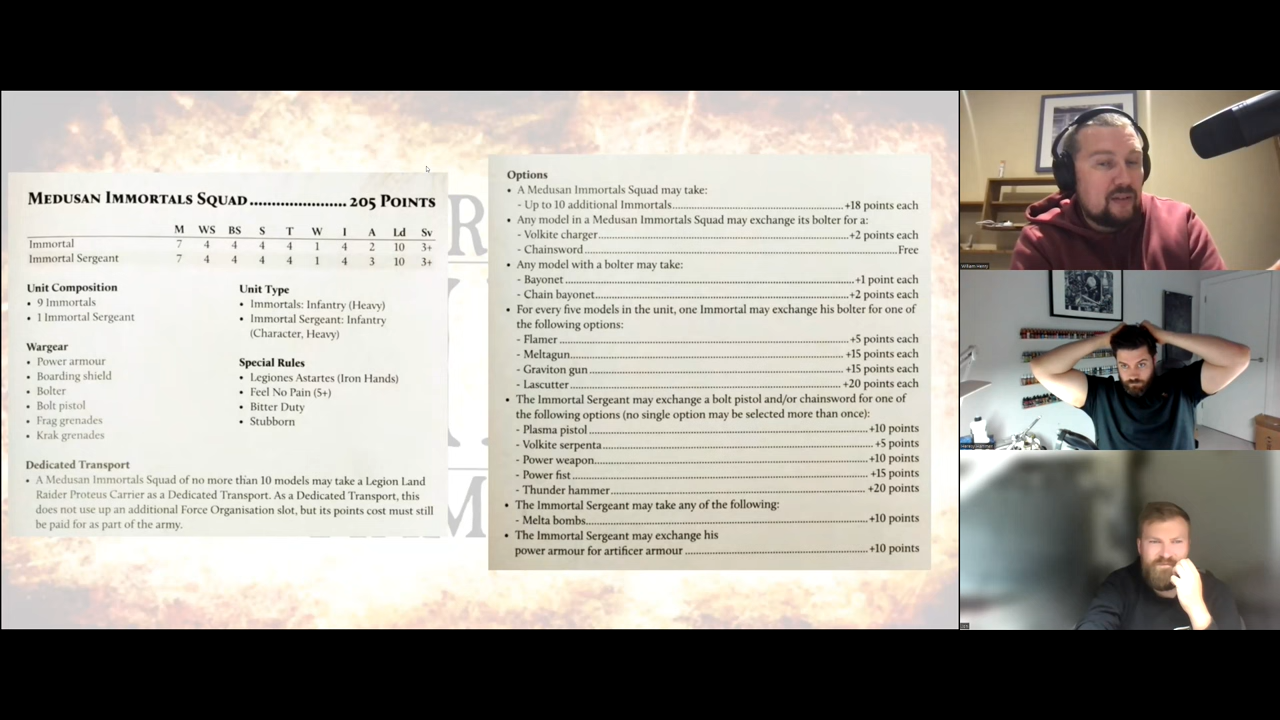 MEDUSAN IMMORTALS SQUAD...................... 205 POINTS
M WS BS S T W I A Ld Sv
Immortal 7 4 4 4 4 1 4 2 10 3+
Immortal Sergeant 7 4 4 4 4 1 4 3 10 3+
Unit Composition
• 9 Immortals
• 1 Immortal Sergeant
Wargear
• Power armour
• Boarding shield
• Bolter
• Bolt pistol
• Frag grenades
• Krak grenades
Unit Type
• Immortals: Infantry (Heavy)
• Immortal Sergeant: Infantry
(Character, Heavy)
Special Rules
• Legiones Astartes (Iron Hands)
• Feel No Pain (5+)
• Bitter Duty
• Stubborn
Dedicated Transport
• A Medusan Immortals Squad of no more than 10 models may take a Legion Land
Raider Proteus Carrier as a Dedicated Transport. As a Dedicated Transport, this
does not use up an additional Force Organisation slot, but its points cost must still
be paid for as part of the army.
Options
• A Medusan Immortals Squad may take:
- Up to 10 additional Immortals...........+18 points each
• Any model in a Medusan Immortals Squad may exchange its bolter for a:
- Volkite charger...........+2 points each
- Chainsword...........Free
• Any model with a bolter may take:
- Bayonet...........+1 point each
- Chain bayonet...........+2 points each
• For every five models in the unit, one Immortal may exchange his bolter for one of
the following options:
- Flamer...........+5 points each
- Meltagun...........+15 points each
- Graviton gun...........+15 points each
- Lascutter...........+20 points each
• The Immortal Sergeant may exchange a bolt pistol and/or chainsword for one of
the following options (no single option may be selected more than once):
- Plasma pistol...........+10 points
- Volkite serpenta...........+5 points
- Power weapon...........+10 points
- Power fist...........+15 points
- Thunder hammer...........+20 points
• The Immortal Sergeant may take any of the following:
- Melta bombs...........+10 points
• The Immortal Sergeant may exchange his
power armour for artificer armour...........+10 points
William Henry